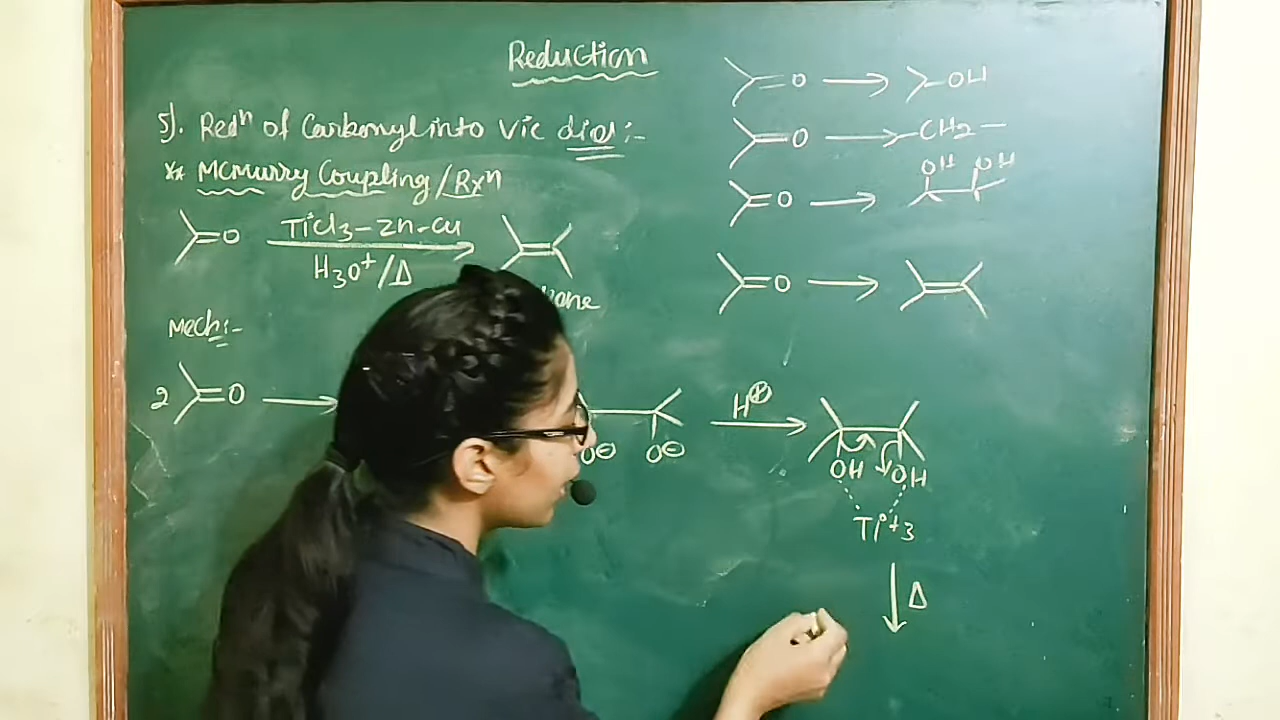 Reduction
5). Redⁿ of Carbonyl into vic diol :-
** McMurry Coupling / Rxⁿ
O TiCl3-Zn-Cu
H3O⁺/Δ
Mech:-
2 O
O⊖ O⊖
H⊕
OH OH
Ti⁺3
Δ
O OH
O CH2
O OH OH
O